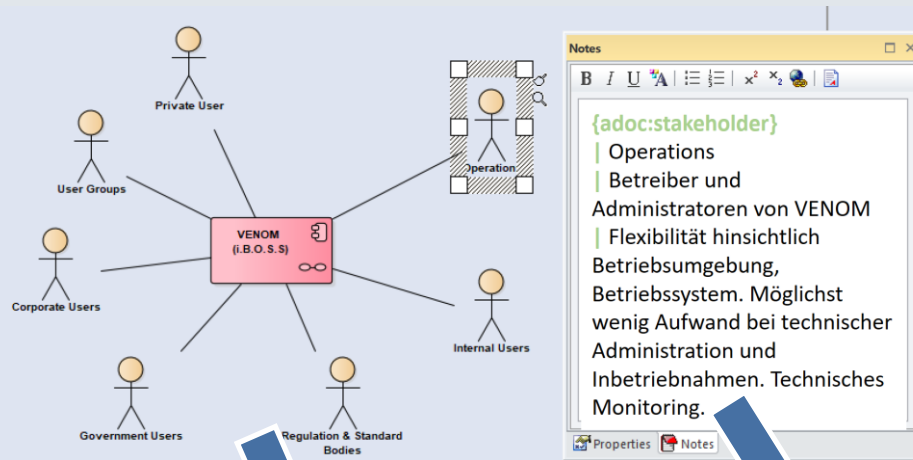 Private User
User Groups
Corporate Users
Government Users
Regulation & Standard
Bodies
Internal Users
Operation
VENOM
(i.B.O.S.S)
Notes
B I U A x² x₂
{adoc:stakeholder}
| Operations
| Betreiber und
Administratoren von VENOM
| Flexibilität hinsichtlich
Betriebsumgebung,
Betriebssystem. Möglichst
wenig Aufwand bei technischer
Administration und
Inbetriebnahmen. Technisches
Monitoring.
Properties Notes